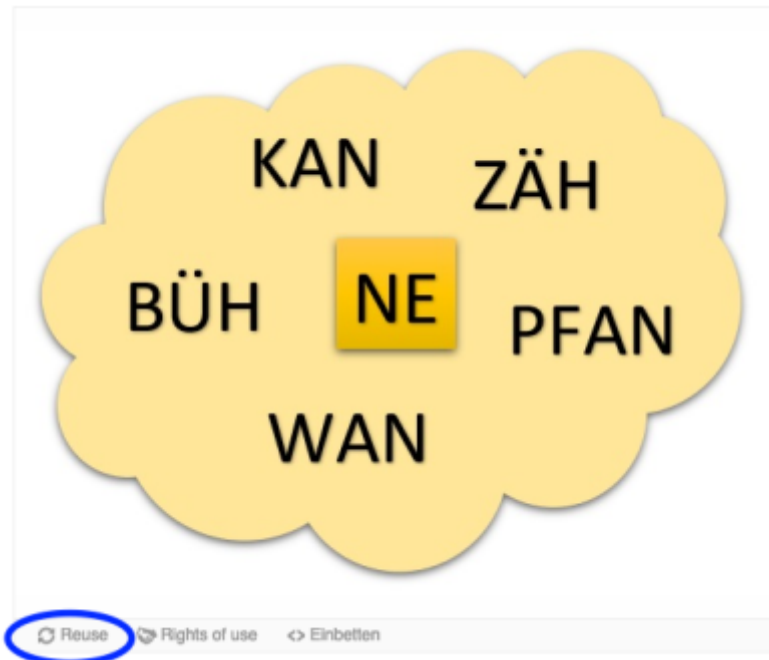 KAN
ZÄH
BÜH
NE
PFAN
WAN
Reuse Rights of use <> Einbetten